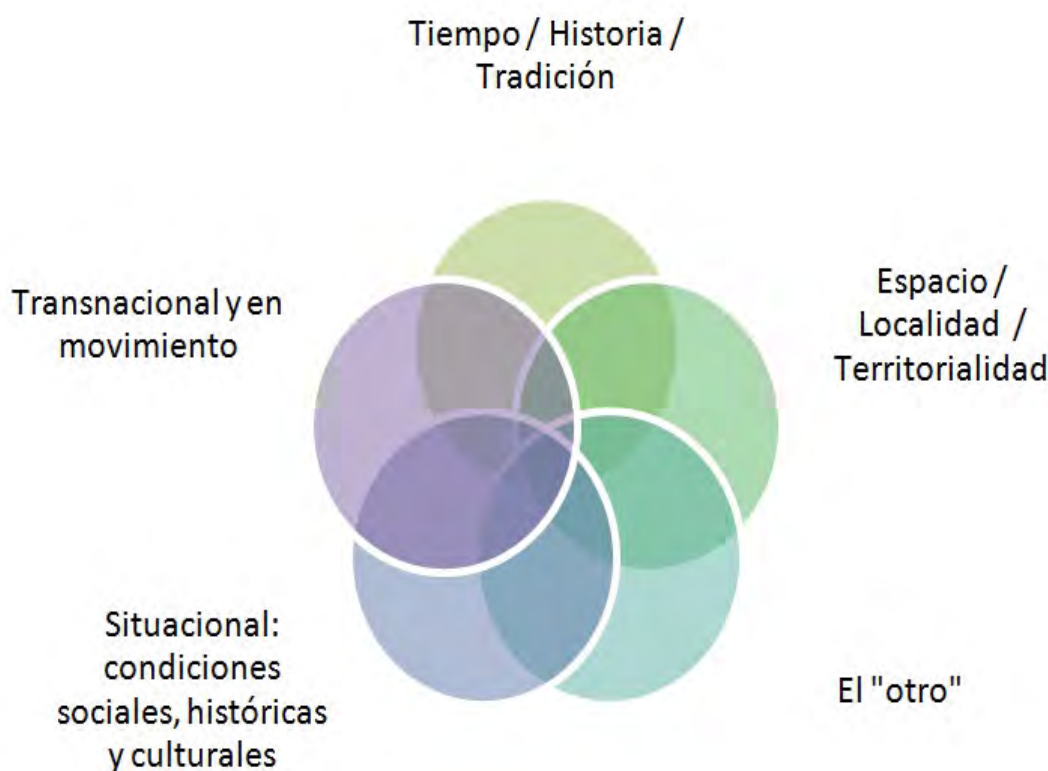 Tiempo / Historia /
Tradición
Transnacional y en
movimiento
Espacio /
Localidad /
Territorialidad
Situacional:
condiciones
sociales, históricas
y culturales
El "otro"